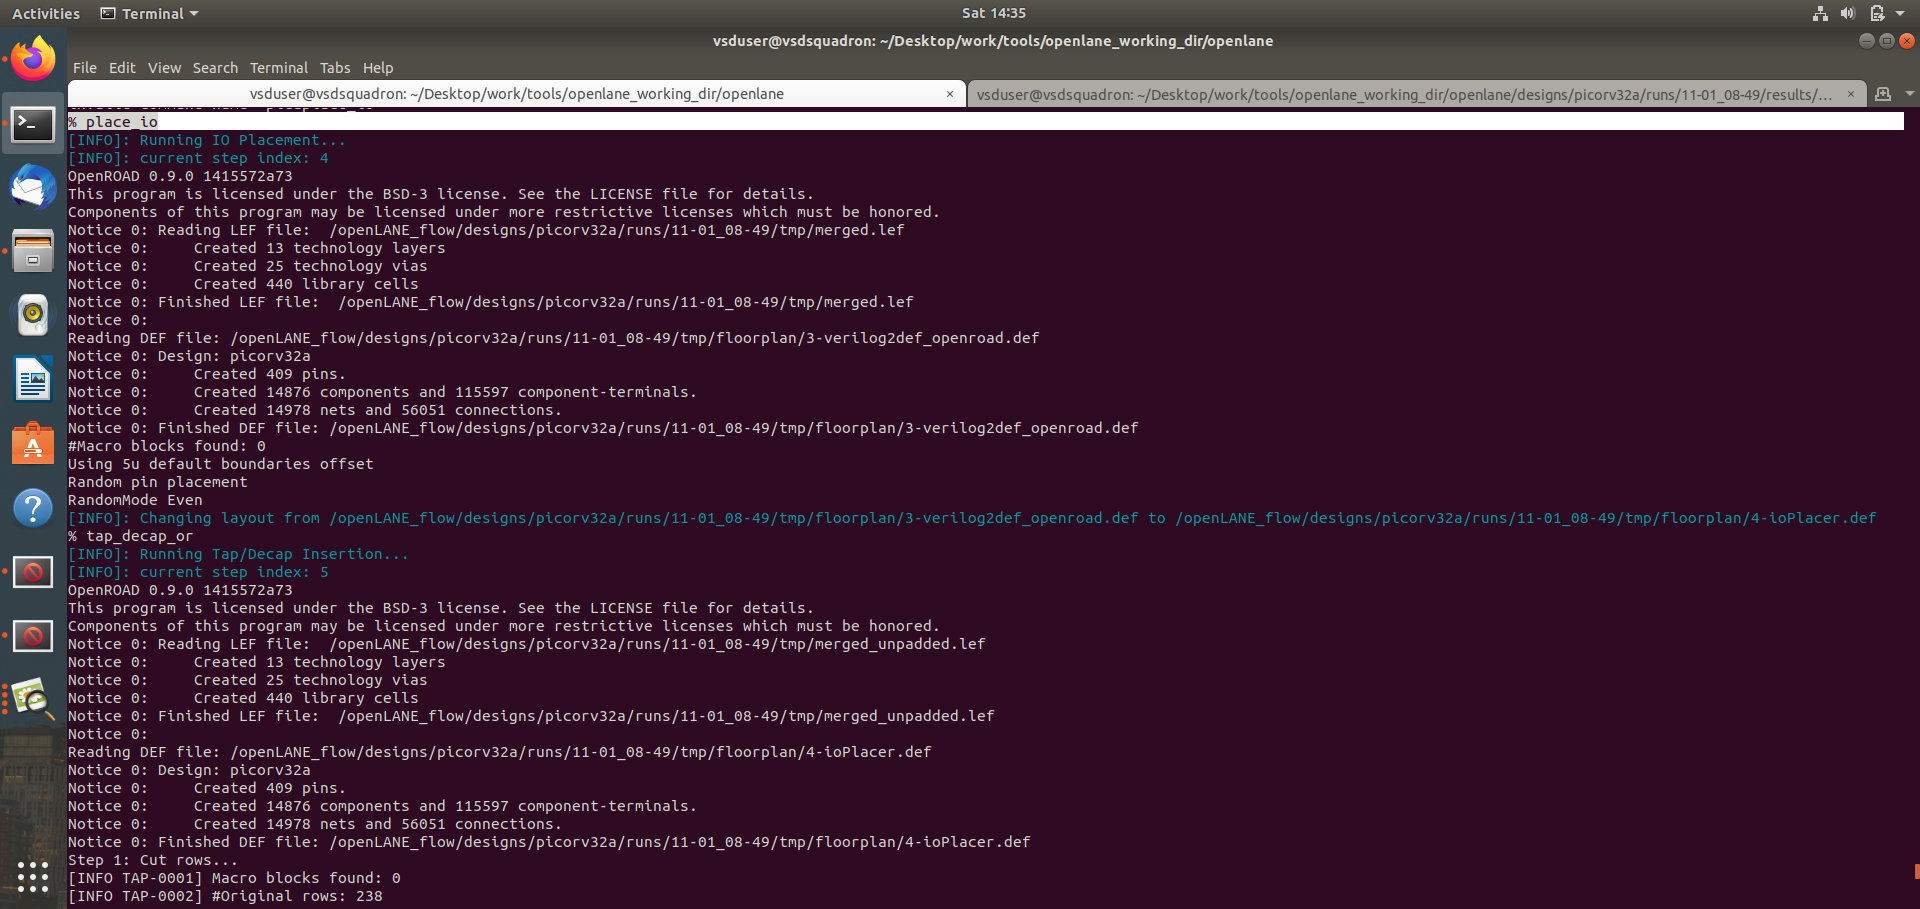 Activities
Terminal
Sat 14:35
vsduser@vsdsquadron: ~/Desktop/work/tools/openlane_working_dir/openlane
File Edit View Search Terminal Tabs Help
vsduser@vsdsquadron: ~/Desktop/work/tools/openlane_working_dir/openlane ×
vsduser@vsdsquadron: ~/Desktop/work/tools/openlane_working_dir/openlane/designs/picorv32a/runs/11-01_08-49/results/... ×
% place_io
[INFO]: Running IO Placement...
[INFO]: current step index: 4
OpenROAD 0.9.0 1415572a73
This program is licensed under the BSD-3 license. See the LICENSE file for details.
Components of this program may be licensed under more restrictive licenses which must be honored.
Notice 0: Reading LEF file:  /openLANE_flow/designs/picorv32a/runs/11-01_08-49/tmp/merged.lef
Notice 0:     Created 13 technology layers
Notice 0:     Created 25 technology vias
Notice 0:     Created 440 library cells
Notice 0: Finished LEF file:  /openLANE_flow/designs/picorv32a/runs/11-01_08-49/tmp/merged.lef
Notice 0:
Reading DEF file: /openLANE_flow/designs/picorv32a/runs/11-01_08-49/tmp/floorplan/3-verilog2def_openroad.def
Notice 0: Design: picorv32a
Notice 0:     Created 409 pins.
Notice 0:     Created 14876 components and 115597 component-terminals.
Notice 0:     Created 14978 nets and 56051 connections.
Notice 0: Finished DEF file: /openLANE_flow/designs/picorv32a/runs/11-01_08-49/tmp/floorplan/3-verilog2def_openroad.def
#Macro blocks found: 0
Using 5u default boundaries offset
Random pin placement
RandomMode Even
[INFO]: Changing layout from /openLANE_flow/designs/picorv32a/runs/11-01_08-49/tmp/floorplan/3-verilog2def_openroad.def to /openLANE_flow/designs/picorv32a/runs/11-01_08-49/tmp/floorplan/4-ioPlacer.def
% tap_decap_or
[INFO]: Running Tap/Decap Insertion...
[INFO]: current step index: 5
OpenROAD 0.9.0 1415572a73
This program is licensed under the BSD-3 license. See the LICENSE file for details.
Components of this program may be licensed under more restrictive licenses which must be honored.
Notice 0: Reading LEF file:  /openLANE_flow/designs/picorv32a/runs/11-01_08-49/tmp/merged_unpadded.lef
Notice 0:     Created 13 technology layers
Notice 0:     Created 25 technology vias
Notice 0:     Created 440 library cells
Notice 0: Finished LEF file:  /openLANE_flow/designs/picorv32a/runs/11-01_08-49/tmp/merged_unpadded.lef
Notice 0:
Reading DEF file: /openLANE_flow/designs/picorv32a/runs/11-01_08-49/tmp/floorplan/4-ioPlacer.def
Notice 0: Design: picorv32a
Notice 0:     Created 409 pins.
Notice 0:     Created 14876 components and 115597 component-terminals.
Notice 0:     Created 14978 nets and 56051 connections.
Notice 0: Finished DEF file: /openLANE_flow/designs/picorv32a/runs/11-01_08-49/tmp/floorplan/4-ioPlacer.def
Step 1: Cut rows...
[INFO TAP-0001] Macro blocks found: 0
[INFO TAP-0002] #Original rows: 238